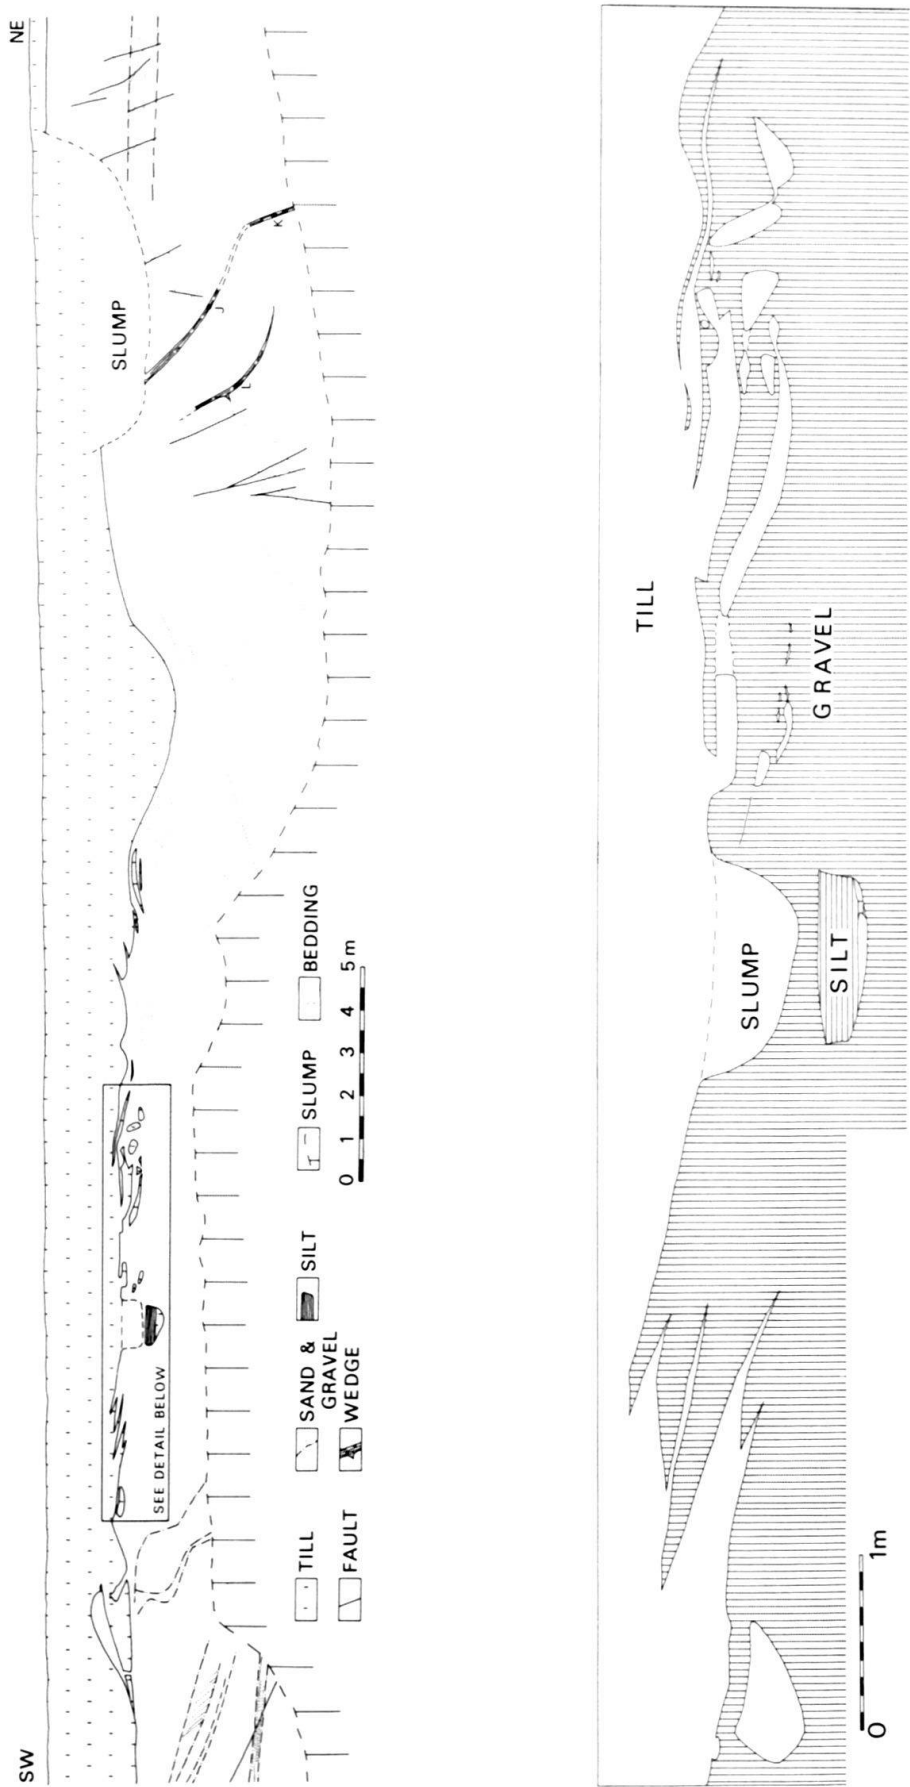 SW
NE
SLUMP
J
K
L
SEE DETAIL BELOW
TILL
SAND &
GRAVEL
SILT
SLUMP
BEDDING
FAULT
WEDGE
0 1 2 3 4 5 m
TILL
GRAVEL
SLUMP
SILT
0 1m